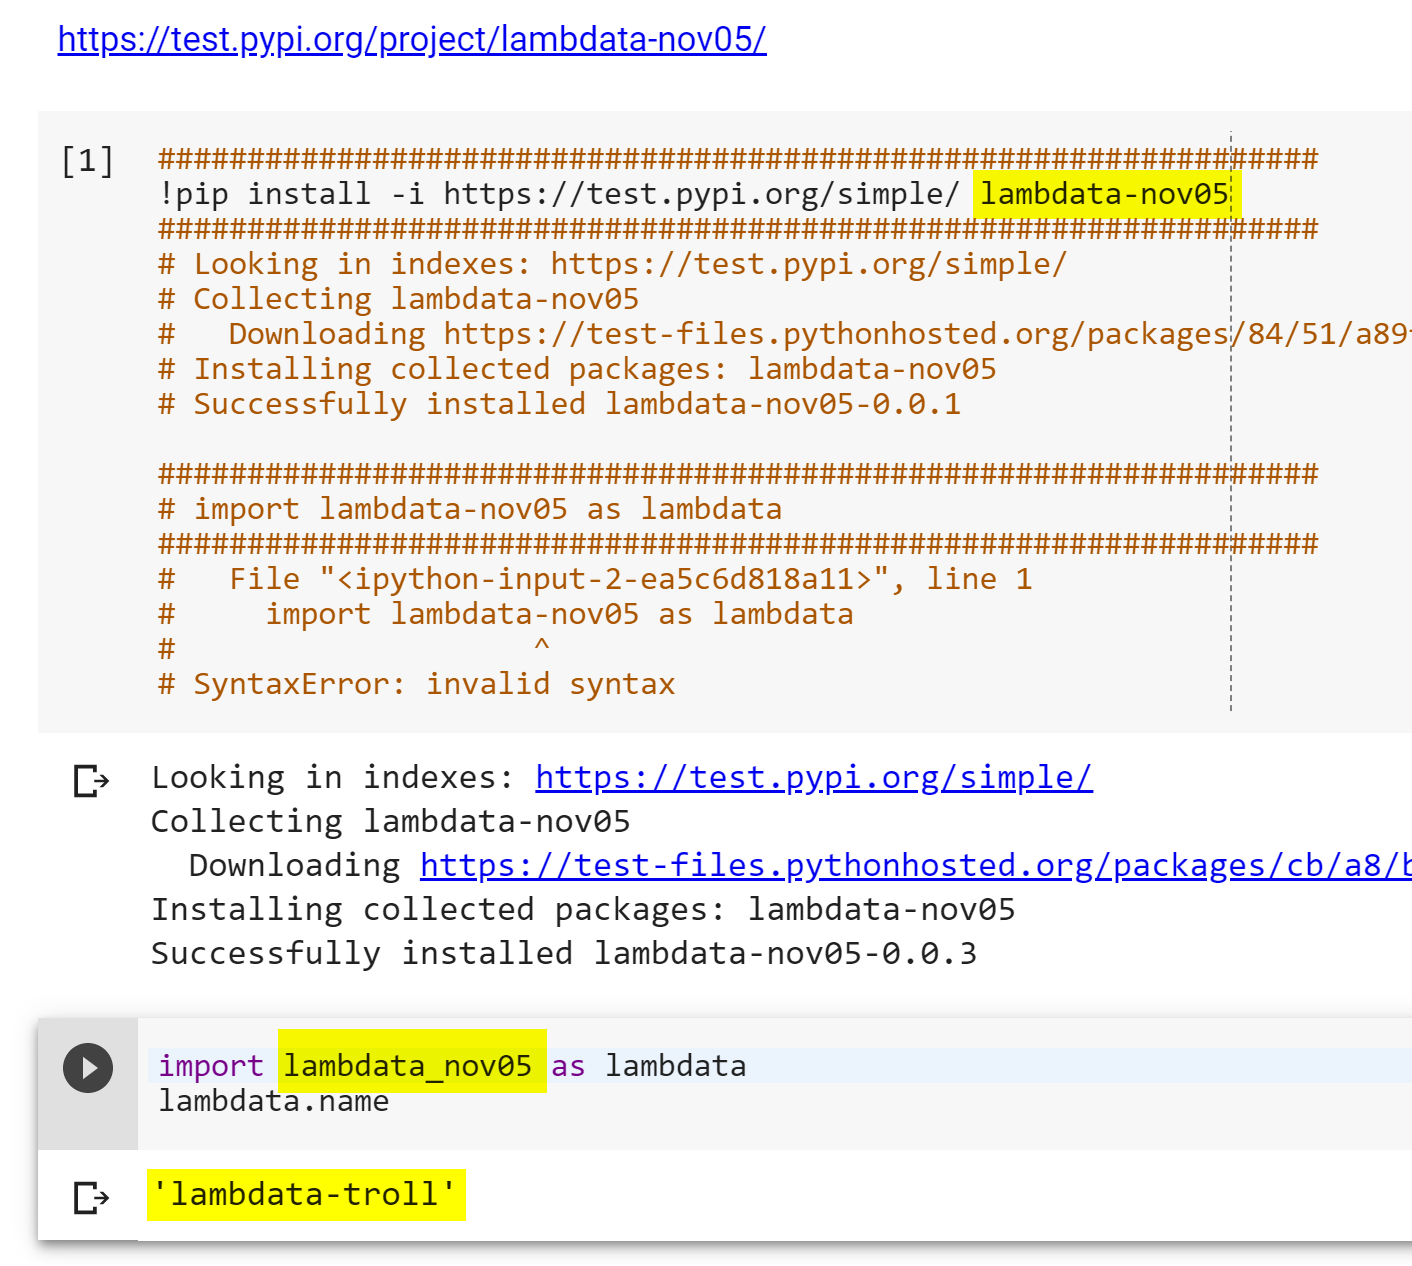 https://test.pypi.org/project/lambdata-nov05/
[1] #################################################################
!pip install -i https://test.pypi.org/simple/ lambdata-nov05
#################################################################
# Looking in indexes: https://test.pypi.org/simple/
# Collecting lambdata-nov05
#   Downloading https://test-files.pythonhosted.org/packages/84/51/a89
# Installing collected packages: lambdata-nov05
# Successfully installed lambdata-nov05-0.0.1
#################################################################
# import lambdata-nov05 as lambdata
#################################################################
#   File "<ipython-input-2-ea5c6d818a11>", line 1
#     import lambdata-nov05 as lambdata
#                    ^
# SyntaxError: invalid syntax
Looking in indexes: https://test.pypi.org/simple/
Collecting lambdata-nov05
  Downloading https://test-files.pythonhosted.org/packages/cb/a8/b
Installing collected packages: lambdata-nov05
Successfully installed lambdata-nov05-0.0.3
import lambdata_nov05 as lambdata
lambdata.name
'lambdata-troll'